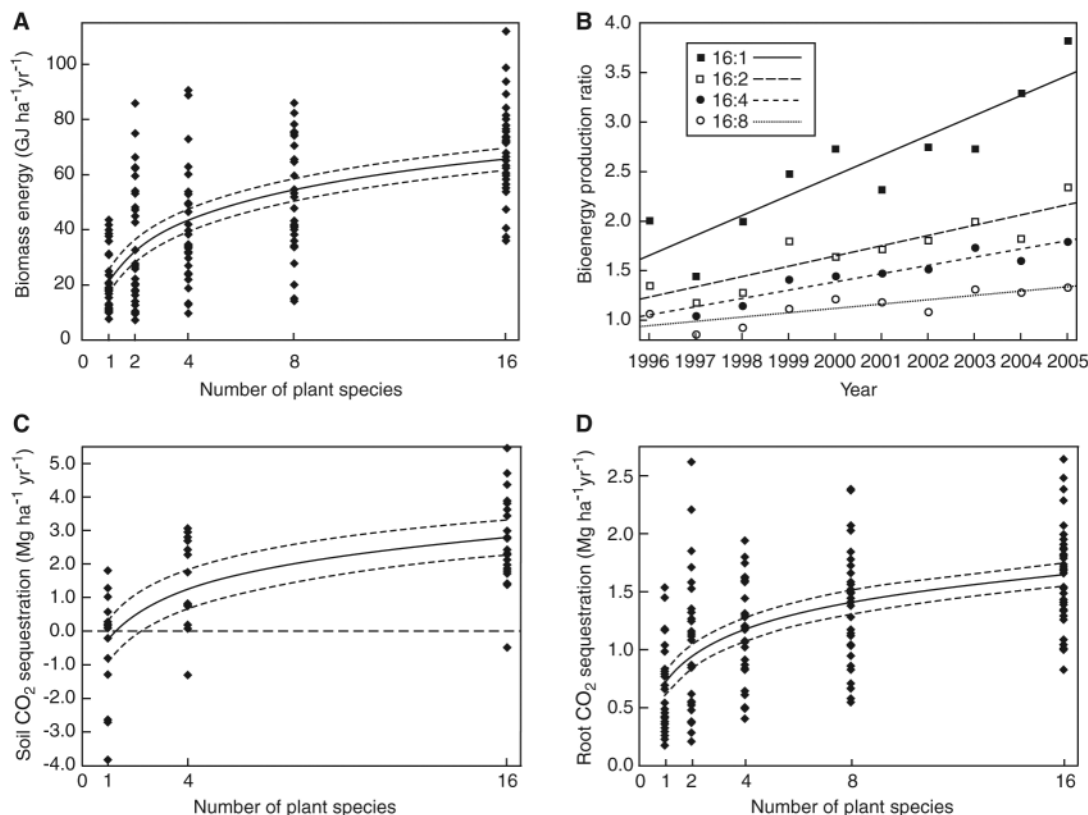 A
Biomass energy (GJ ha⁻¹yr⁻¹)
100
80
60
40
20
0
0 1 2 4 8 16
Number of plant species
B
Bioenergy production ratio
4.0
3.5
3.0
2.5
2.0
1.5
1.0
16:1
16:2
16:4
16:8
1996 1997 1998 1999 2000 2001 2002 2003 2004 2005
Year
C
Soil CO₂ sequestration (Mg ha⁻¹ yr⁻¹)
5.0
4.0
3.0
2.0
1.0
0.0
-1.0
-2.0
-3.0
-4.0
0 1 4 16
Number of plant species
D
Root CO₂ sequestration (Mg ha⁻¹yr⁻¹)
2.5
2.0
1.5
1.0
0.5
0.0
0 1 2 4 8 16
Number of plant species